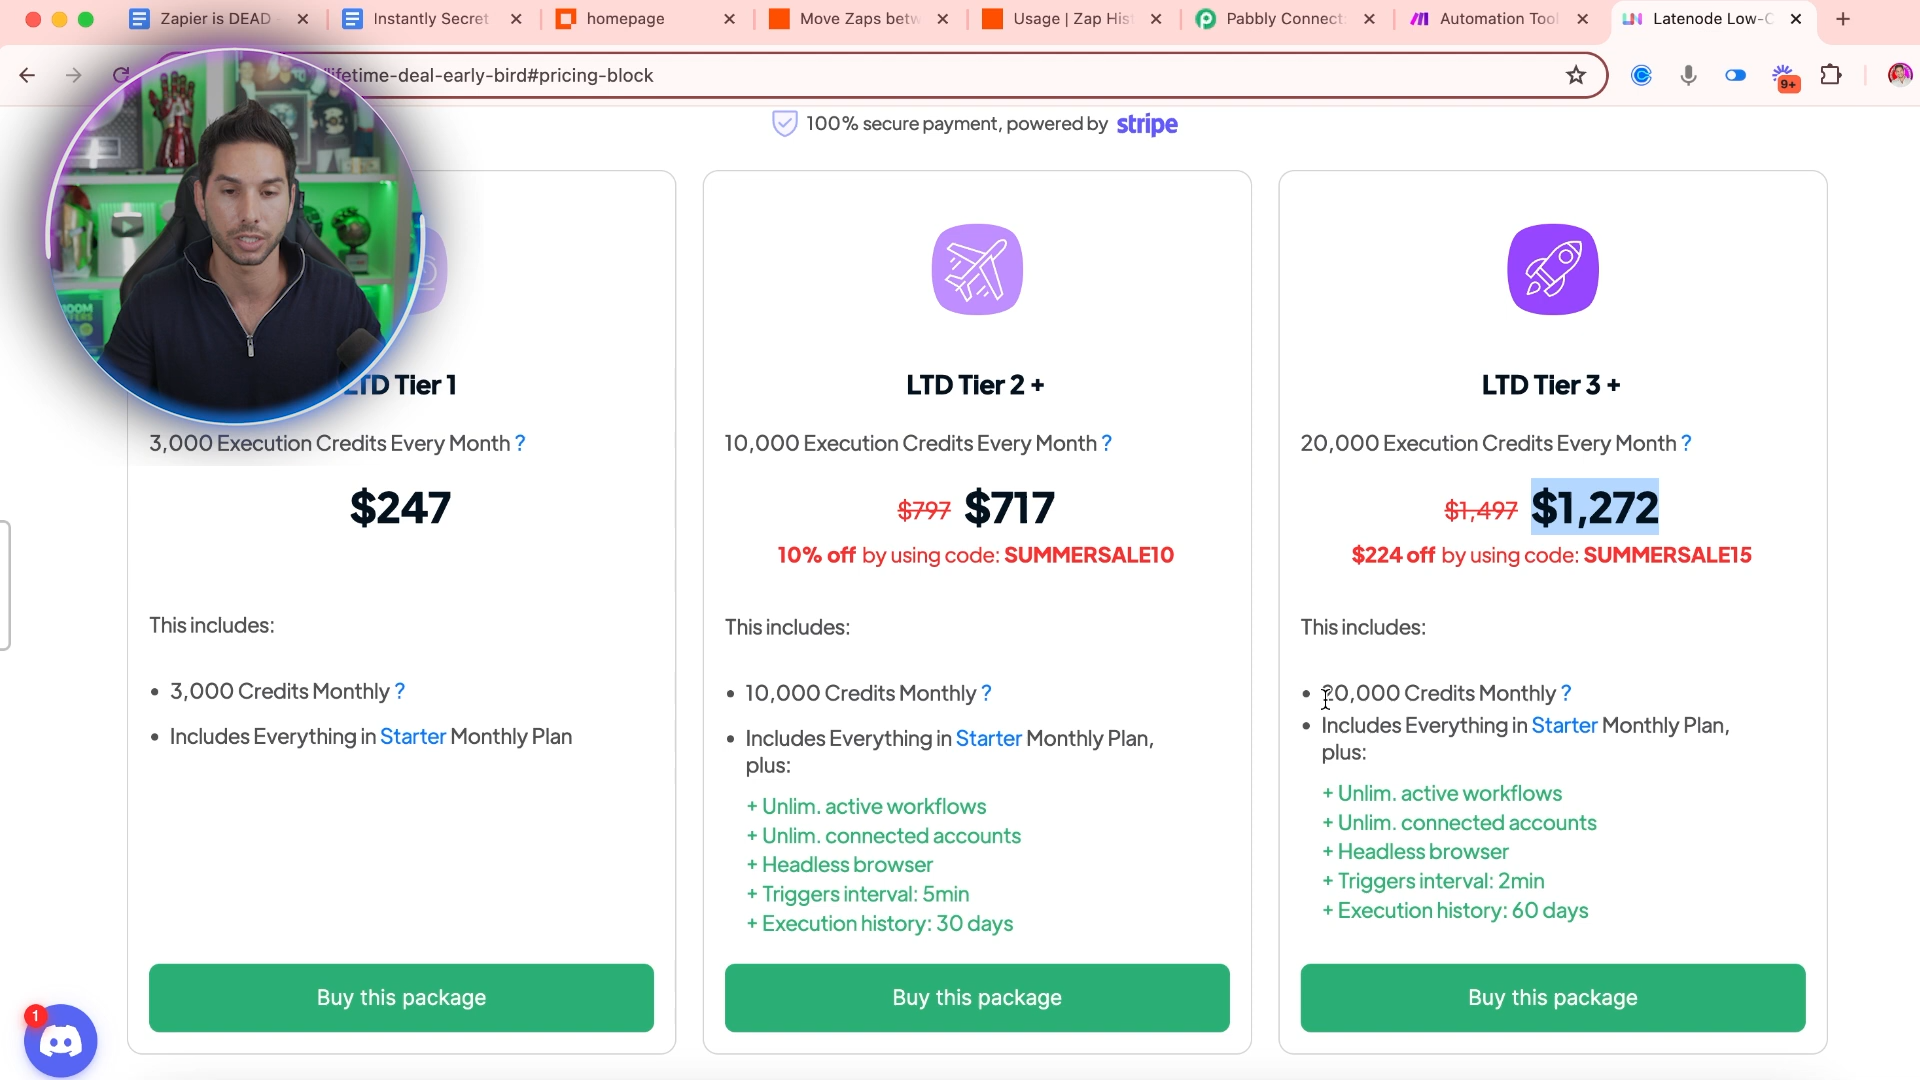 Zapier is DEAD
Instantly Secret
homepage
Move Zaps betw
Usage | Zap Hist
Pabbly Connect:
Automation Tool
Latenode Low-C
ifetime-deal-early-bird#pricing-block
9+
100% secure payment, powered by stripe
LTD Tier 1
3,000 Execution Credits Every Month ?
$247
This includes:
• 3,000 Credits Monthly ?
• Includes Everything in Starter Monthly Plan
Buy this package
LTD Tier 2 +
10,000 Execution Credits Every Month ?
$797 $717
10% off by using code: SUMMERSALE10
This includes:
• 10,000 Credits Monthly ?
• Includes Everything in Starter Monthly Plan,
plus:
+ Unlim. active workflows
+ Unlim. connected accounts
+ Headless browser
+ Triggers interval: 5min
+ Execution history: 30 days
Buy this package
LTD Tier 3 +
20,000 Execution Credits Every Month ?
$1,497 $1,272
$224 off by using code: SUMMERSALE15
This includes:
• 20,000 Credits Monthly ?
• Includes Everything in Starter Monthly Plan,
plus:
+ Unlim. active workflows
+ Unlim. connected accounts
+ Headless browser
+ Triggers interval: 2min
+ Execution history: 60 days
Buy this package
1